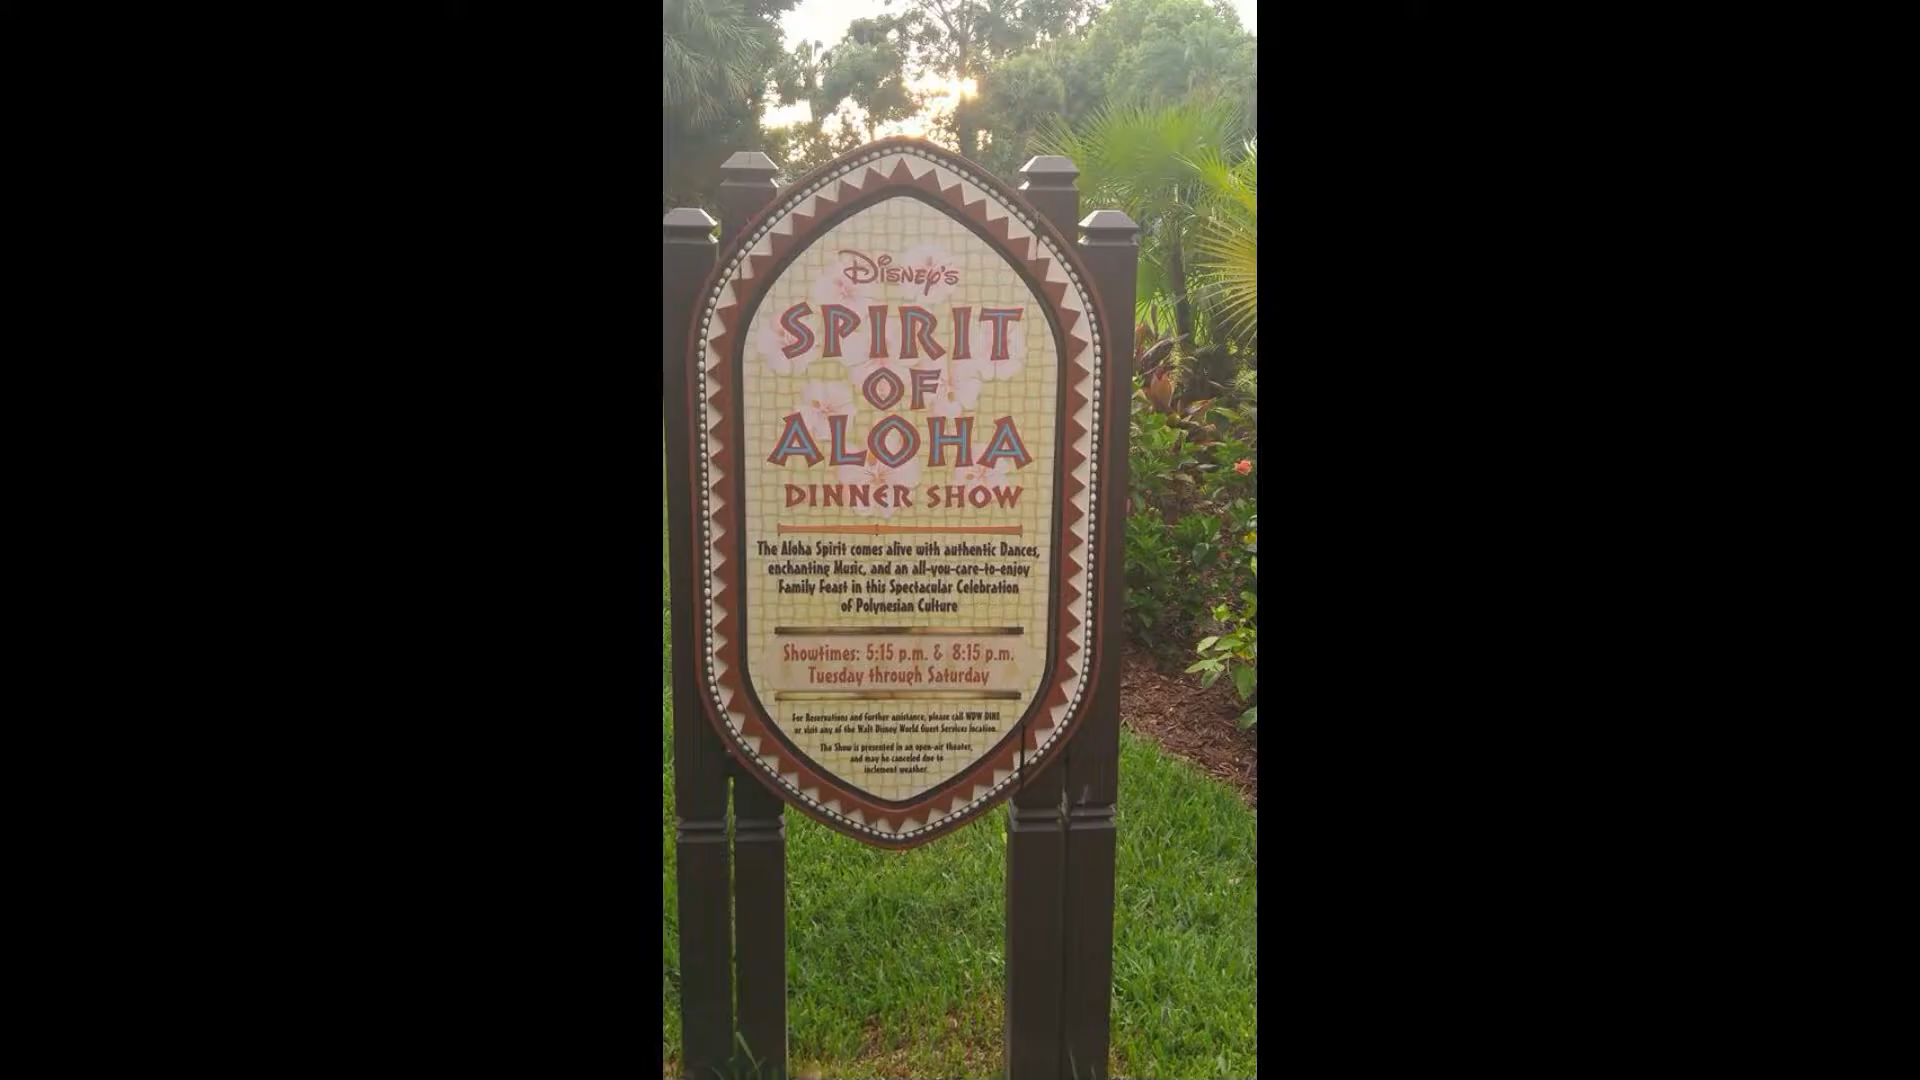 Disney's
SPIRIT
OF
ALOHA
DINNER SHOW
The Aloha Spirit comes alive with authentic Dances,
enchanting Music, and an all-you-care-to-enjoy
Family Feast in this Spectacular Celebration
of Polynesian Culture
Showtimes: 5:15 p.m. & 8:15 p.m.
Tuesday through Saturday
For Reservations and further assistance, please call WDW DINE
or visit any of the Walt Disney World Guest Services location.
The Show is presented in an open-air theater,
and may be canceled due to
inclement weather.